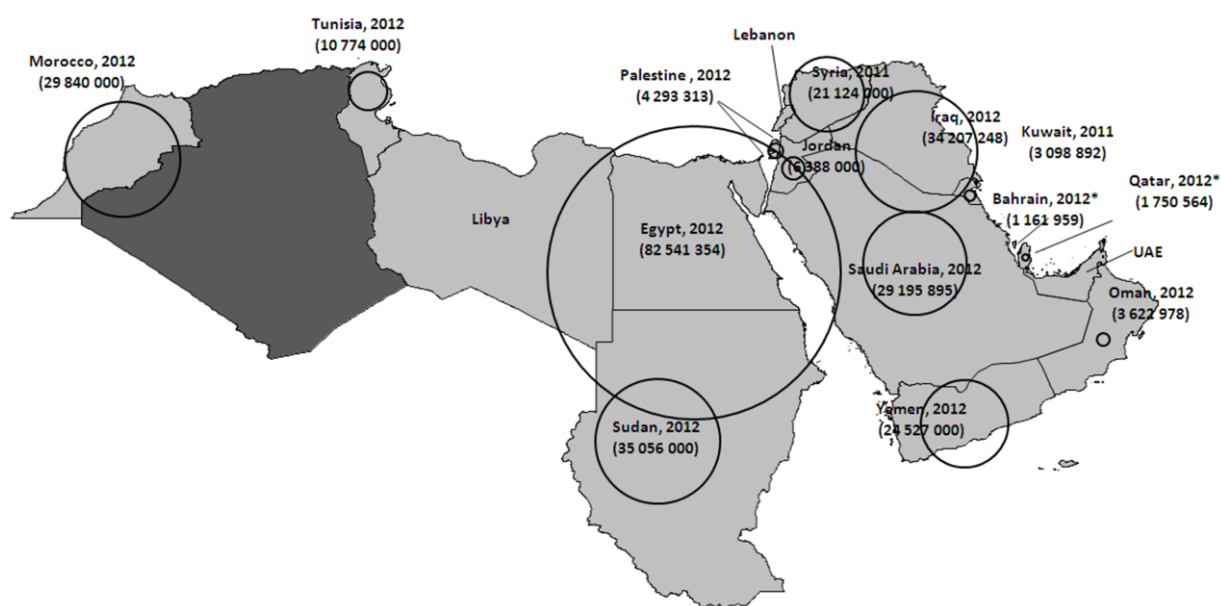 Tunisia, 2012
(10 774 000)
Morocco, 2012
(29 840 000)
Lebanon
Palestine , 2012
(4 293 313)
Syria, 2011
(21 124 000)
Iraq, 2012
(34 207 248)
Kuwait, 2011
(3 098 892)
Jordan
(6 388 000)
Qatar, 2012*
(1 750 564)
Bahrain, 2012*
(1 161 959)
Libya
Egypt, 2012
(82 541 354)
UAE
Saudi Arabia, 2012
(29 195 895)
Oman, 2012
(3 622 978)
Yemen, 2012
(24 527 000)
Sudan, 2012
(35 056 000)